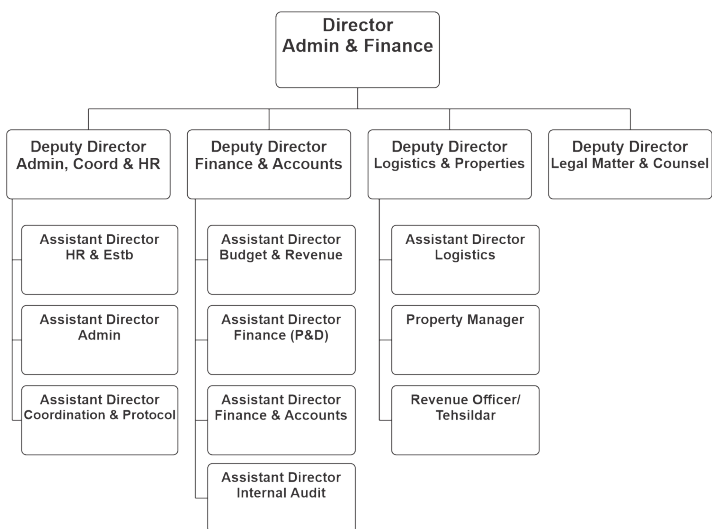 Director
Admin & Finance
Deputy Director
Admin, Coord & HR
Deputy Director
Finance & Accounts
Deputy Director
Logistics & Properties
Deputy Director
Legal Matter & Counsel
Assistant Director
HR & Estb
Assistant Director
Budget & Revenue
Assistant Director
Logistics
Assistant Director
Admin
Assistant Director
Finance (P&D)
Property Manager
Assistant Director
Coordination & Protocol
Assistant Director
Finance & Accounts
Revenue Officer/
Tehsildar
Assistant Director
Internal Audit